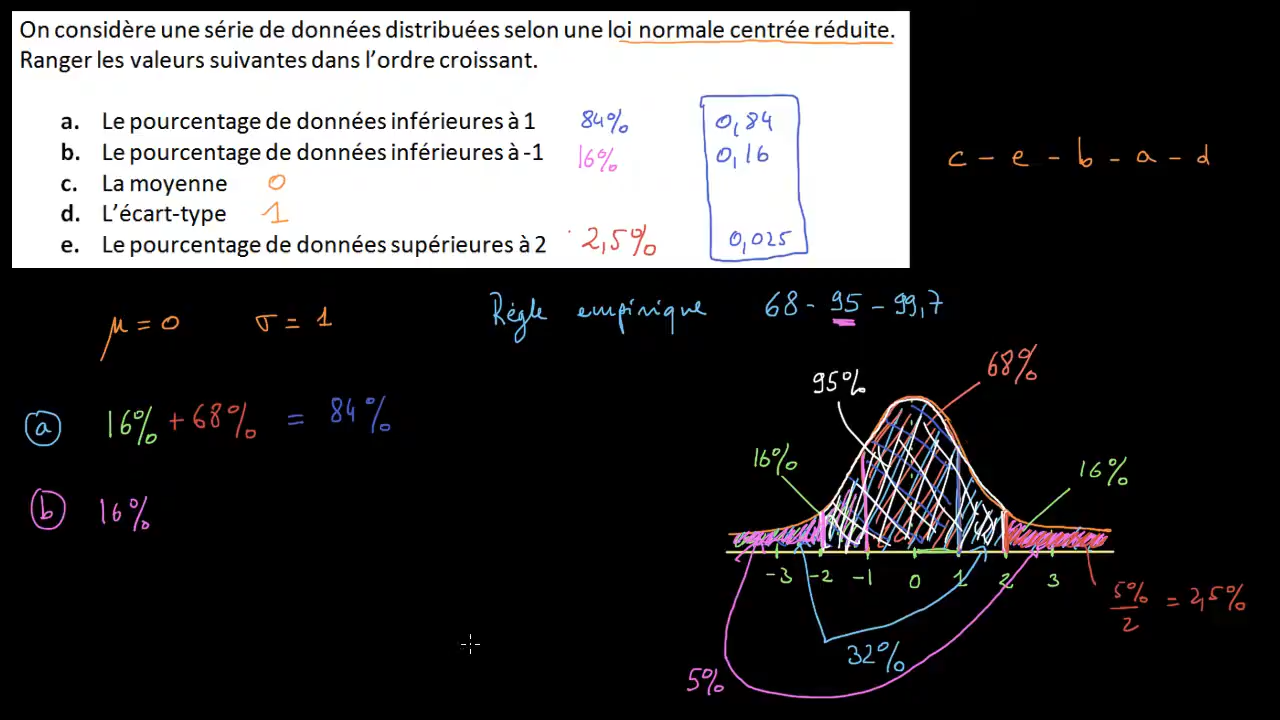 On considère une série de données distribuées selon une loi normale centrée réduite.
Ranger les valeurs suivantes dans l'ordre croissant.
a. Le pourcentage de données inférieures à 1 84% 0,84
b. Le pourcentage de données inférieures à -1 16% 0,16
c. La moyenne 0
d. L'écart-type 1
e. Le pourcentage de données supérieures à 2 2,5% 0,025
c - e - b - a - d
μ = 0 σ = 1
Règle empirique 68 - 95 - 99,7
95% 68%
a 16% + 68% = 84%
16% 16%
b 16%
-3 -2 -1 0 1 2 3
5%/2 = 2,5%
32%
5%